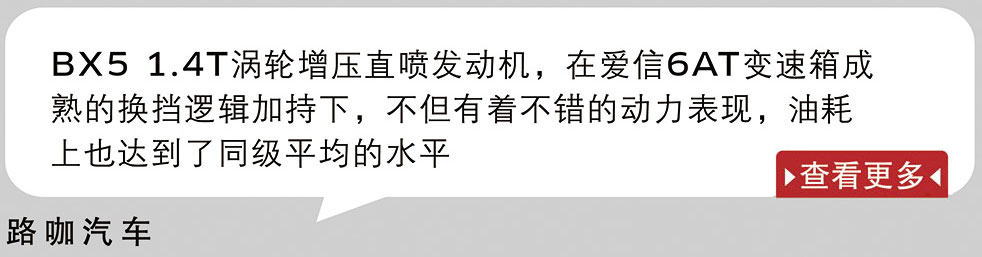 BX5 1.4T涡轮增压直喷发动机，在爱信6AT变速箱成
熟的换挡逻辑加持下，不但有着不错的动力表现，油耗
上也达到了同级平均的水平
查看更多
路咖汽车